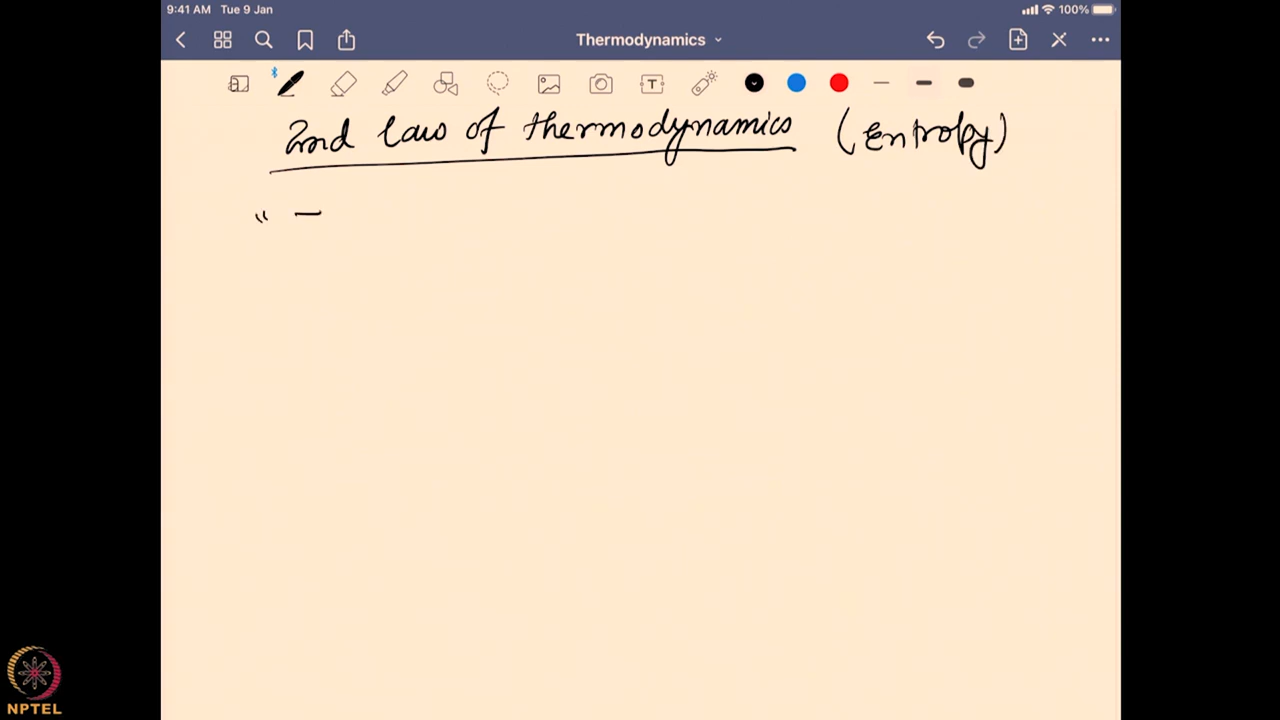 9:41 AM Tue 9 Jan
100%
Thermodynamics
T
2nd law of thermodynamics (Entropy)
" —
NPTEL